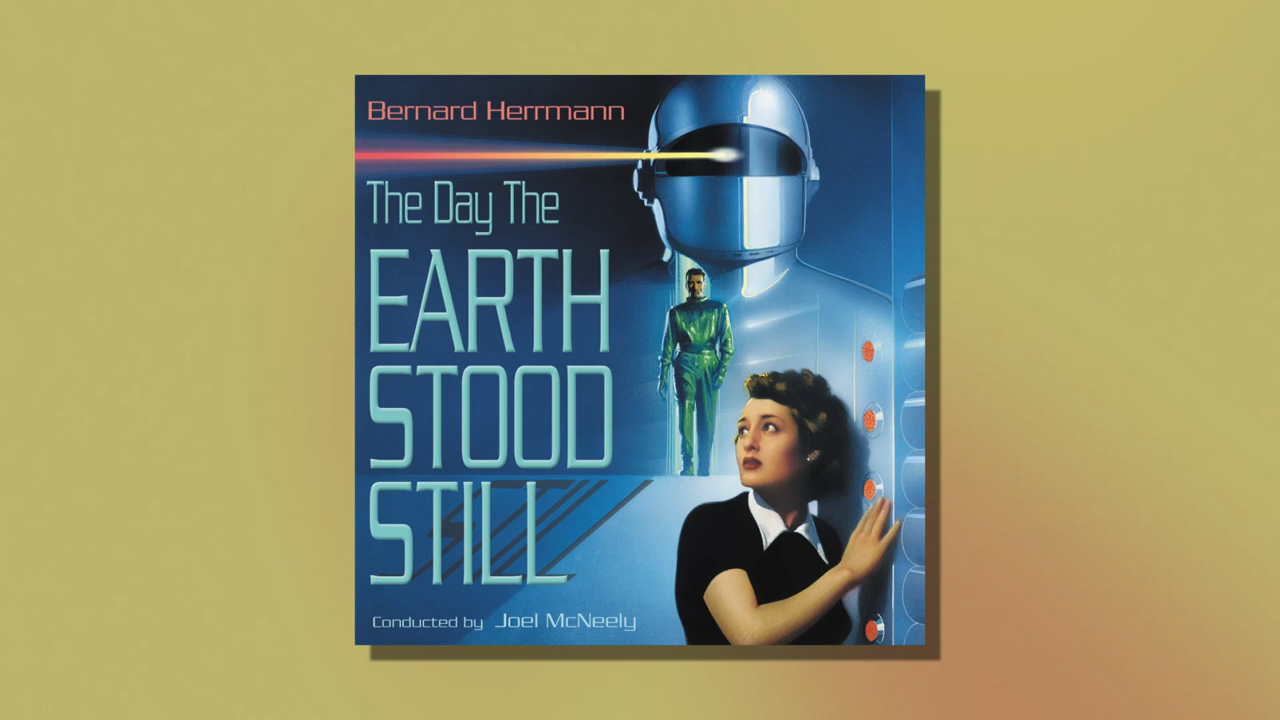 Bernard Herrmann
The Day The
EARTH
STOOD
STILL
Conducted by Joel McNeely